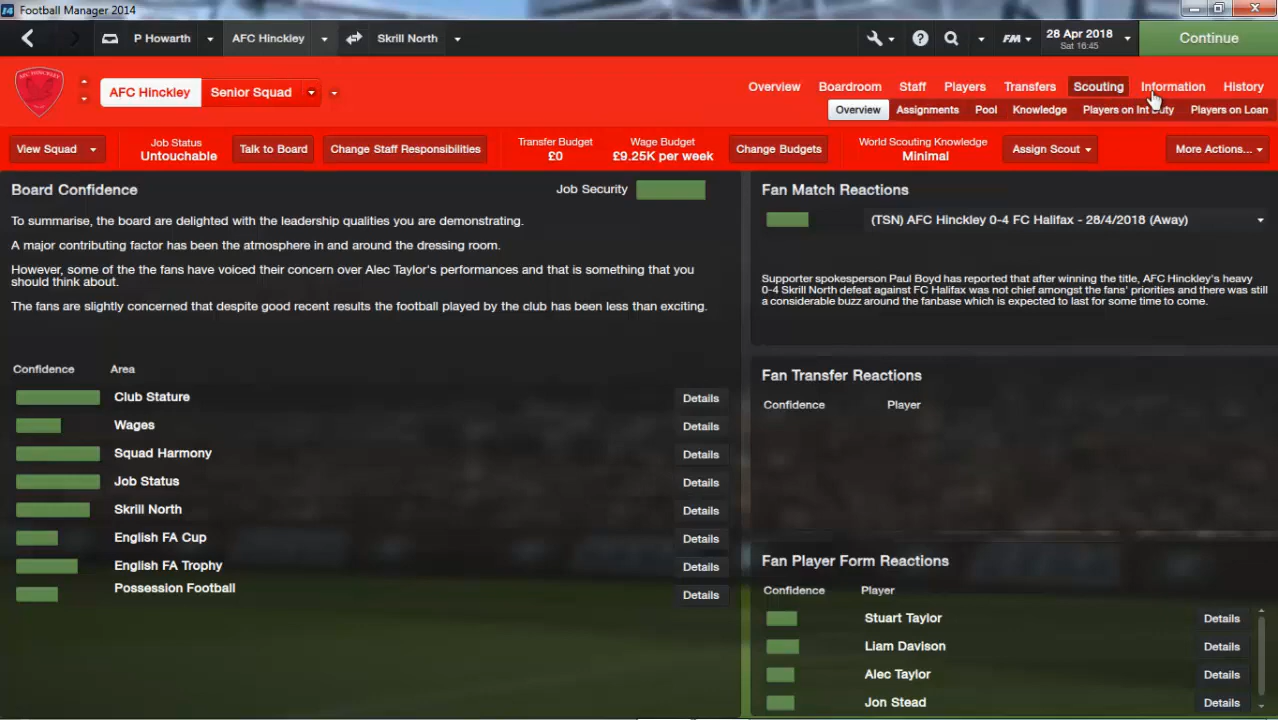 Football Manager 2014
P Howarth
AFC Hinckley
Skrill North
FM
28 Apr 2018
Sat 16:45
Continue
AFC HINCKLEY
AFC Hinckley
Senior Squad
Overview
Boardroom
Staff
Players
Transfers
Scouting
Information
History
Overview
Assignments
Pool
Knowledge
Players on Int Duty
Players on Loan
View Squad
Job Status
Untouchable
Talk to Board
Change Staff Responsibilities
Transfer Budget
£0
Wage Budget
£9.25K per week
Change Budgets
World Scouting Knowledge
Minimal
Assign Scout
More Actions...
Board Confidence
Job Security
To summarise, the board are delighted with the leadership qualities you are demonstrating.
A major contributing factor has been the atmosphere in and around the dressing room.
However, some of the the fans have voiced their concern over Alec Taylor's performances and that is something that you
should think about.
The fans are slightly concerned that despite good recent results the football played by the club has been less than exciting.
Confidence
Area
Club Stature
Details
Wages
Details
Squad Harmony
Details
Job Status
Details
Skrill North
Details
English FA Cup
Details
English FA Trophy
Details
Possession Football
Details
Fan Match Reactions
(TSN) AFC Hinckley 0-4 FC Halifax - 28/4/2018 (Away)
Supporter spokesperson Paul Boyd has reported that after winning the title, AFC Hinckley's heavy
0-4 Skrill North defeat against FC Halifax was not chief amongst the fans' priorities and there was still
a considerable buzz around the fanbase which is expected to last for some time to come.
Fan Transfer Reactions
Confidence
Player
Fan Player Form Reactions
Confidence
Player
Stuart Taylor
Details
Liam Davison
Details
Alec Taylor
Details
Jon Stead
Details